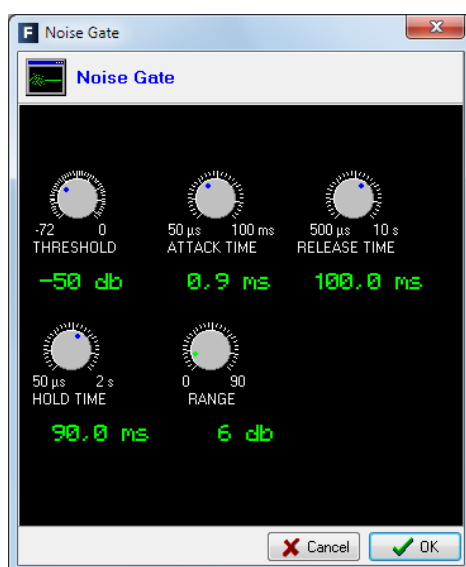 F Noise Gate
Noise Gate
-72 0 50 µs 100 ms 500 µs 10 s
THRESHOLD ATTACK TIME RELEASE TIME
-50 db 0,9 ms 100,0 ms
50 µs 2 s 0 90
HOLD TIME RANGE
90,0 ms 6 db
Cancel OK